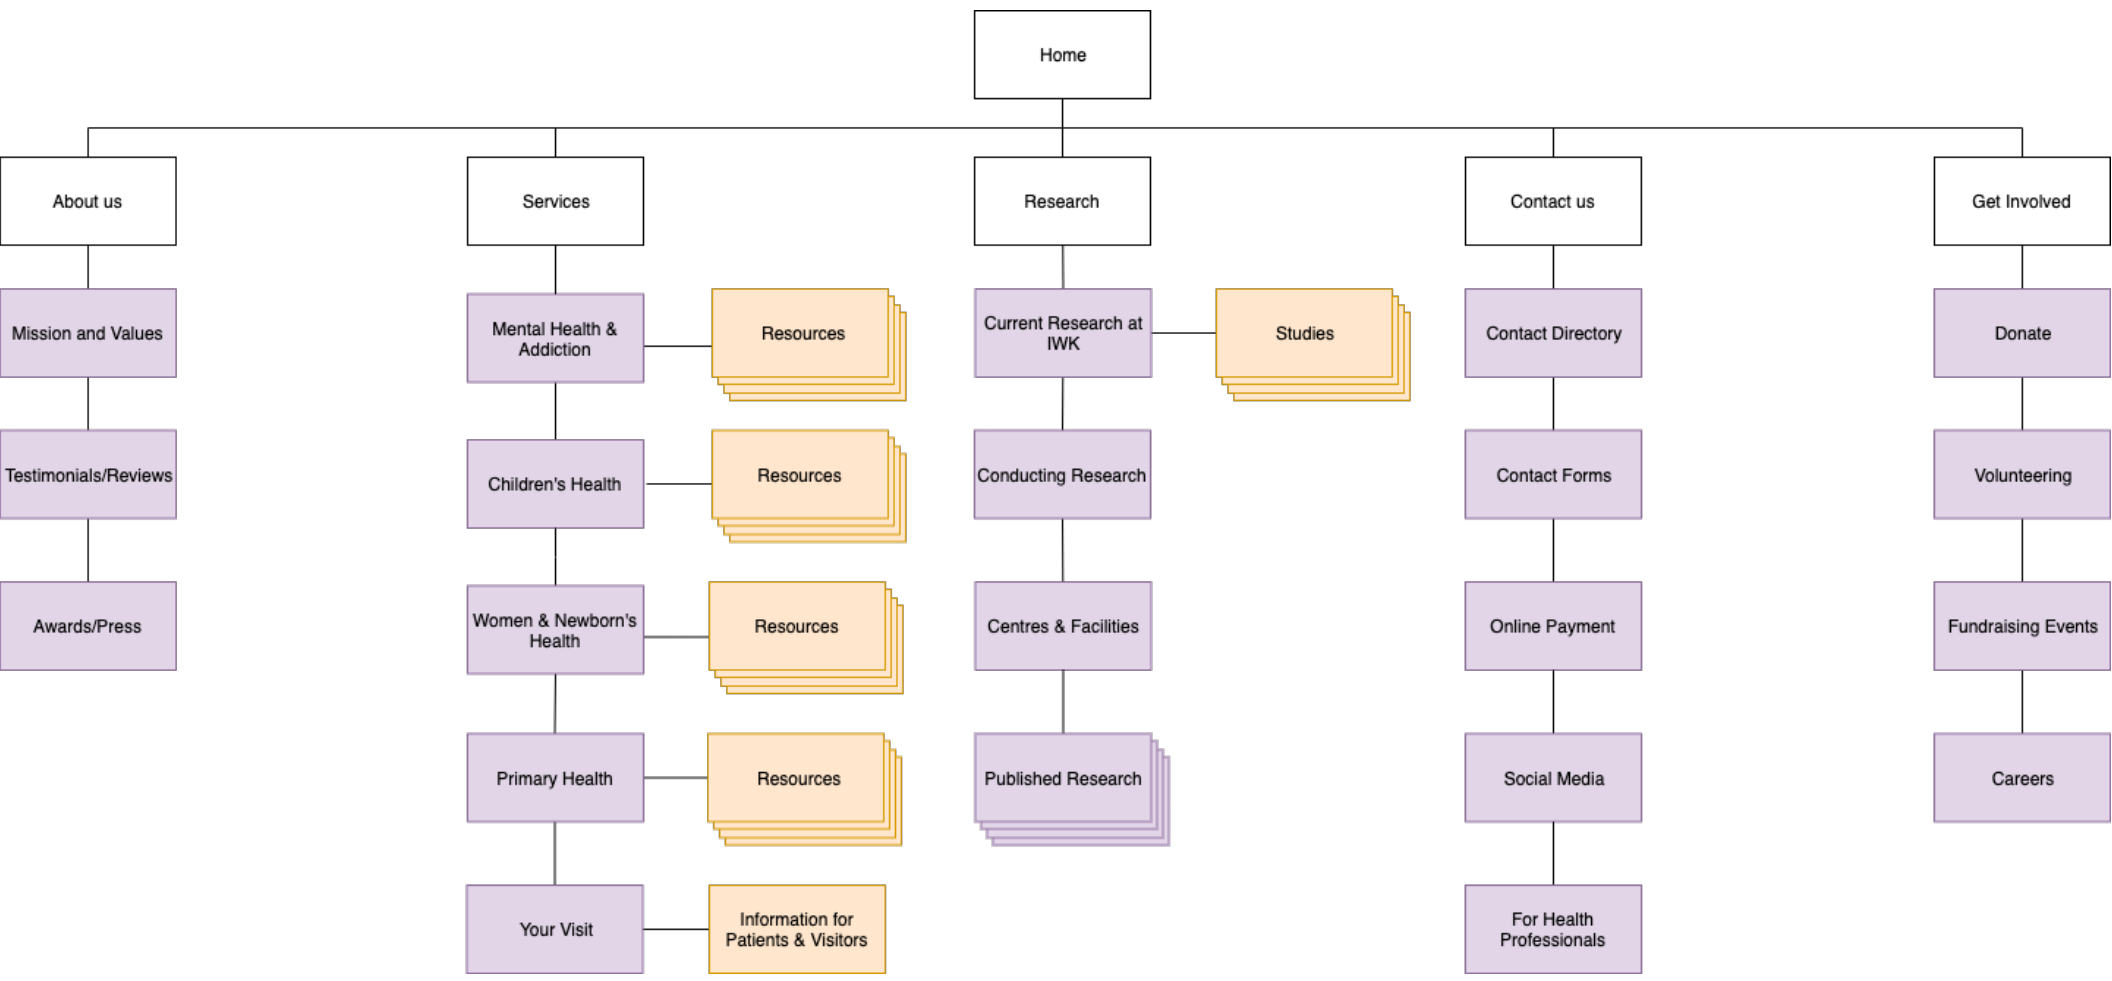 Home
About us
Services
Research
Contact us
Get Involved
Mission and Values
Mental Health &
Addiction
Resources
Current Research at
IWK
Studies
Contact Directory
Donate
Testimonials/Reviews
Children's Health
Resources
Conducting Research
Contact Forms
Volunteering
Awards/Press
Women & Newborn's
Health
Resources
Centres & Facilities
Online Payment
Fundraising Events
Primary Health
Resources
Published Research
Social Media
Careers
Your Visit
Information for
Patients & Visitors
For Health
Professionals